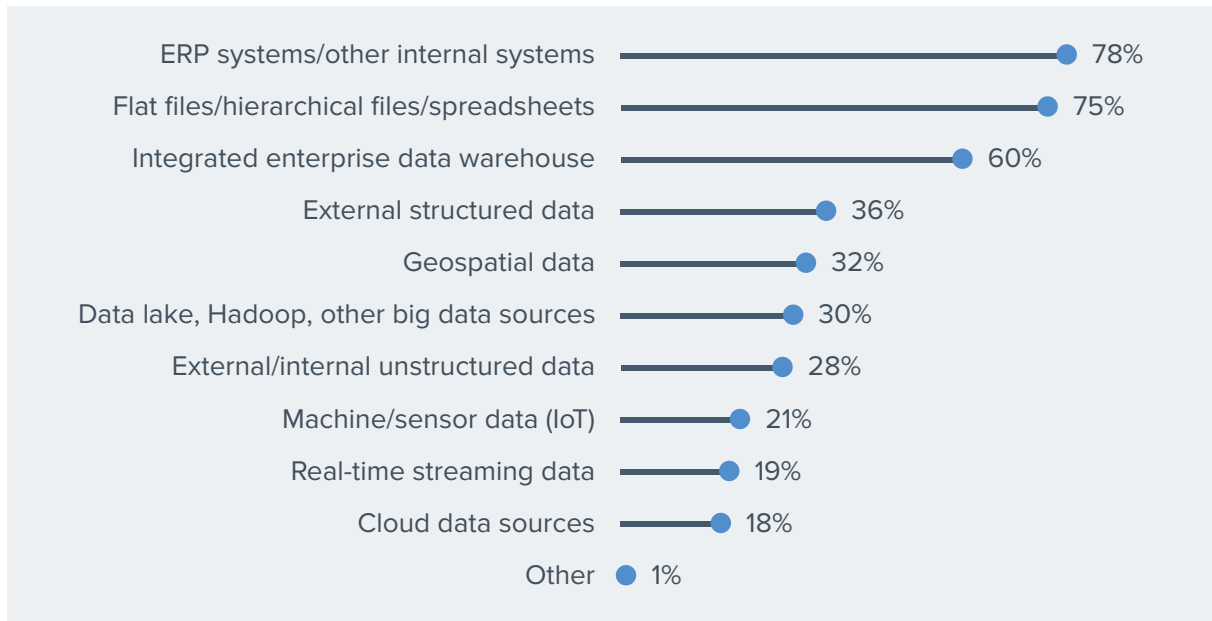 ERP systems/other internal systems 78%
Flat files/hierarchical files/spreadsheets 75%
Integrated enterprise data warehouse 60%
External structured data 36%
Geospatial data 32%
Data lake, Hadoop, other big data sources 30%
External/internal unstructured data 28%
Machine/sensor data (IoT) 21%
Real-time streaming data 19%
Cloud data sources 18%
Other 1%